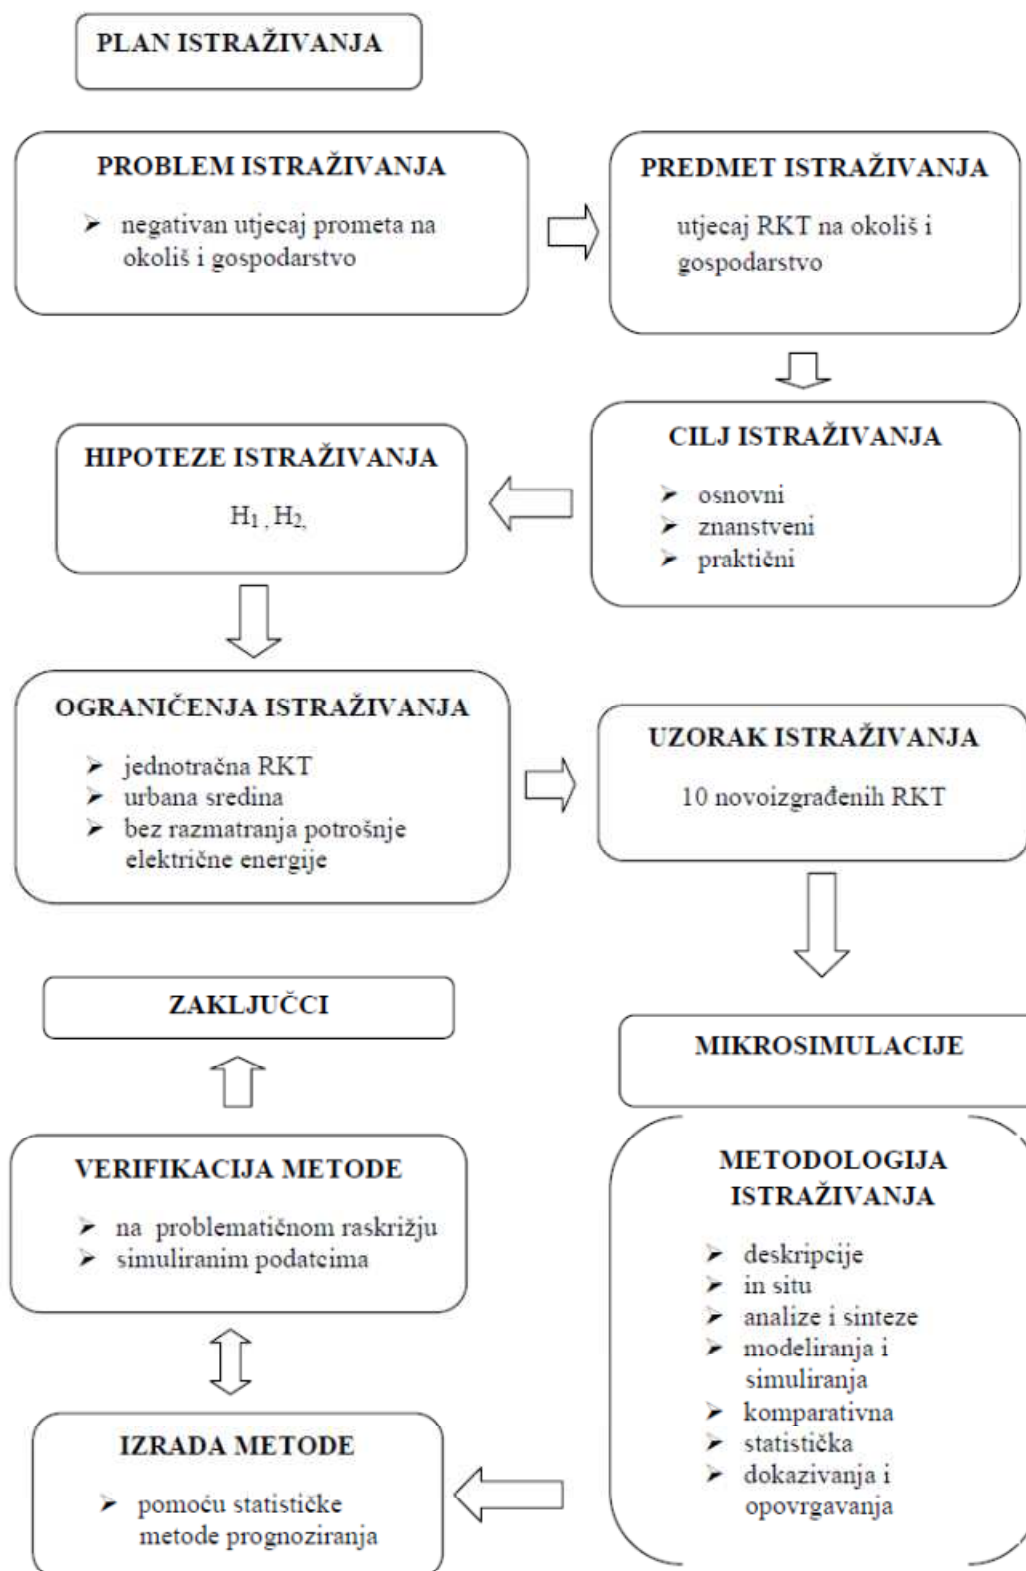 PLAN ISTRAŽIVANJA
PROBLEM ISTRAŽIVANJA
➢ negativan utjecaj prometa na
okoliš i gospodarstvo
PREDMET ISTRAŽIVANJA
utjecaj RKT na okoliš i
gospodarstvo
CILJ ISTRAŽIVANJA
➢ osnovni
➢ znanstveni
➢ praktični
HIPOTEZE ISTRAŽIVANJA
H₁ , H₂,
OGRANIČENJA ISTRAŽIVANJA
➢ jednotračna RKT
➢ urbana sredina
➢ bez razmatranja potrošnje
električne energije
UZORAK ISTRAŽIVANJA
10 novoizgrađenih RKT
MIKROSIMULACIJE
METODOLOGIJA
ISTRAŽIVANJA
➢ deskripcije
➢ in situ
➢ analize i sinteze
➢ modeliranja i
simuliranja
➢ komparativna
➢ statistička
➢ dokazivanja i
opovrgavanja
IZRADA METODE
➢ pomoću statističke
metode prognoziranja
VERIFIKACIJA METODE
➢ na problematičnom raskrižju
➢ simuliranim podatcima
ZAKLJUČCI